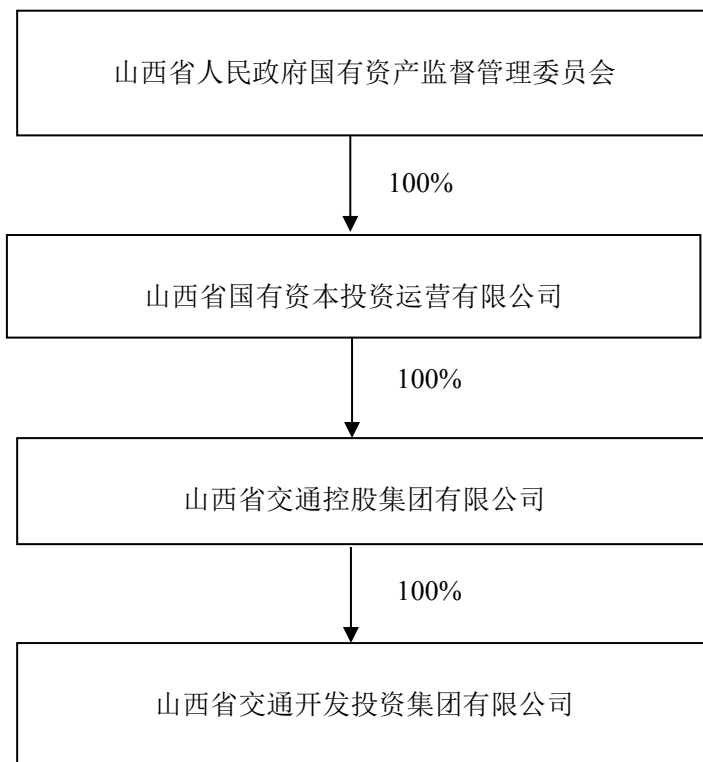 山西省人民政府国有资产监督管理委员会
100%
山西省国有资本投资运营有限公司
100%
山西省交通控股集团有限公司
100%
山西省交通开发投资集团有限公司